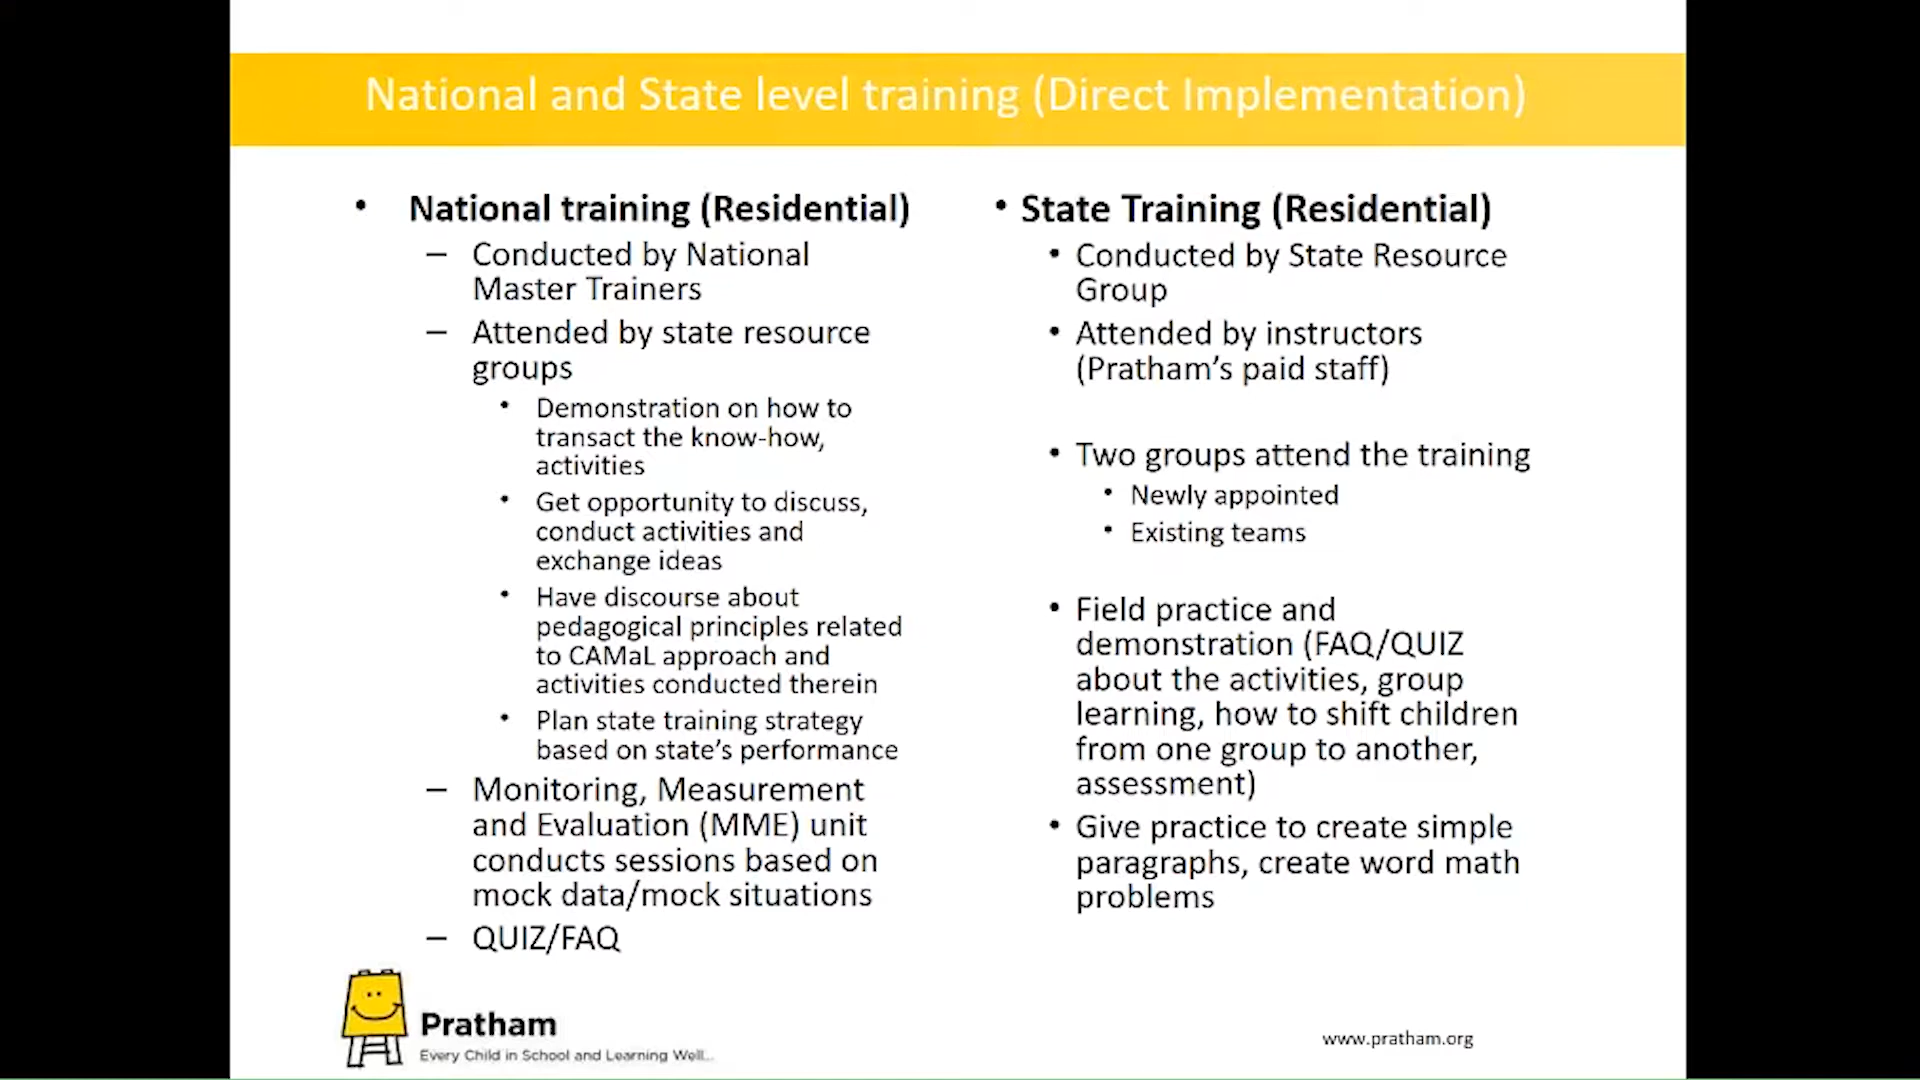 National and State level training (Direct Implementation)
• National training (Residential)
– Conducted by National
Master Trainers
– Attended by state resource
groups
• Demonstration on how to
transact the know-how,
activities
• Get opportunity to discuss,
conduct activities and
exchange ideas
• Have discourse about
pedagogical principles related
to CAMaL approach and
activities conducted therein
• Plan state training strategy
based on state's performance
– Monitoring, Measurement
and Evaluation (MME) unit
conducts sessions based on
mock data/mock situations
– QUIZ/FAQ
• State Training (Residential)
• Conducted by State Resource
Group
• Attended by instructors
(Pratham's paid staff)
• Two groups attend the training
• Newly appointed
• Existing teams
• Field practice and
demonstration (FAQ/QUIZ
about the activities, group
learning, how to shift children
from one group to another,
assessment)
• Give practice to create simple
paragraphs, create word math
problems
Pratham
Every Child in School and Learning Well...
www.pratham.org